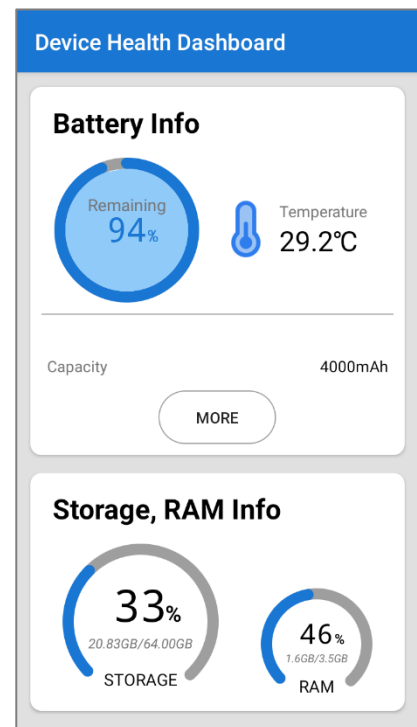 Device Health Dashboard
Battery Info
Remaining
94%
Temperature
29.2℃
Capacity 4000mAh
MORE
Storage, RAM Info
33%
20.83GB/64.00GB
STORAGE
46%
1.6GB/3.5GB
RAM